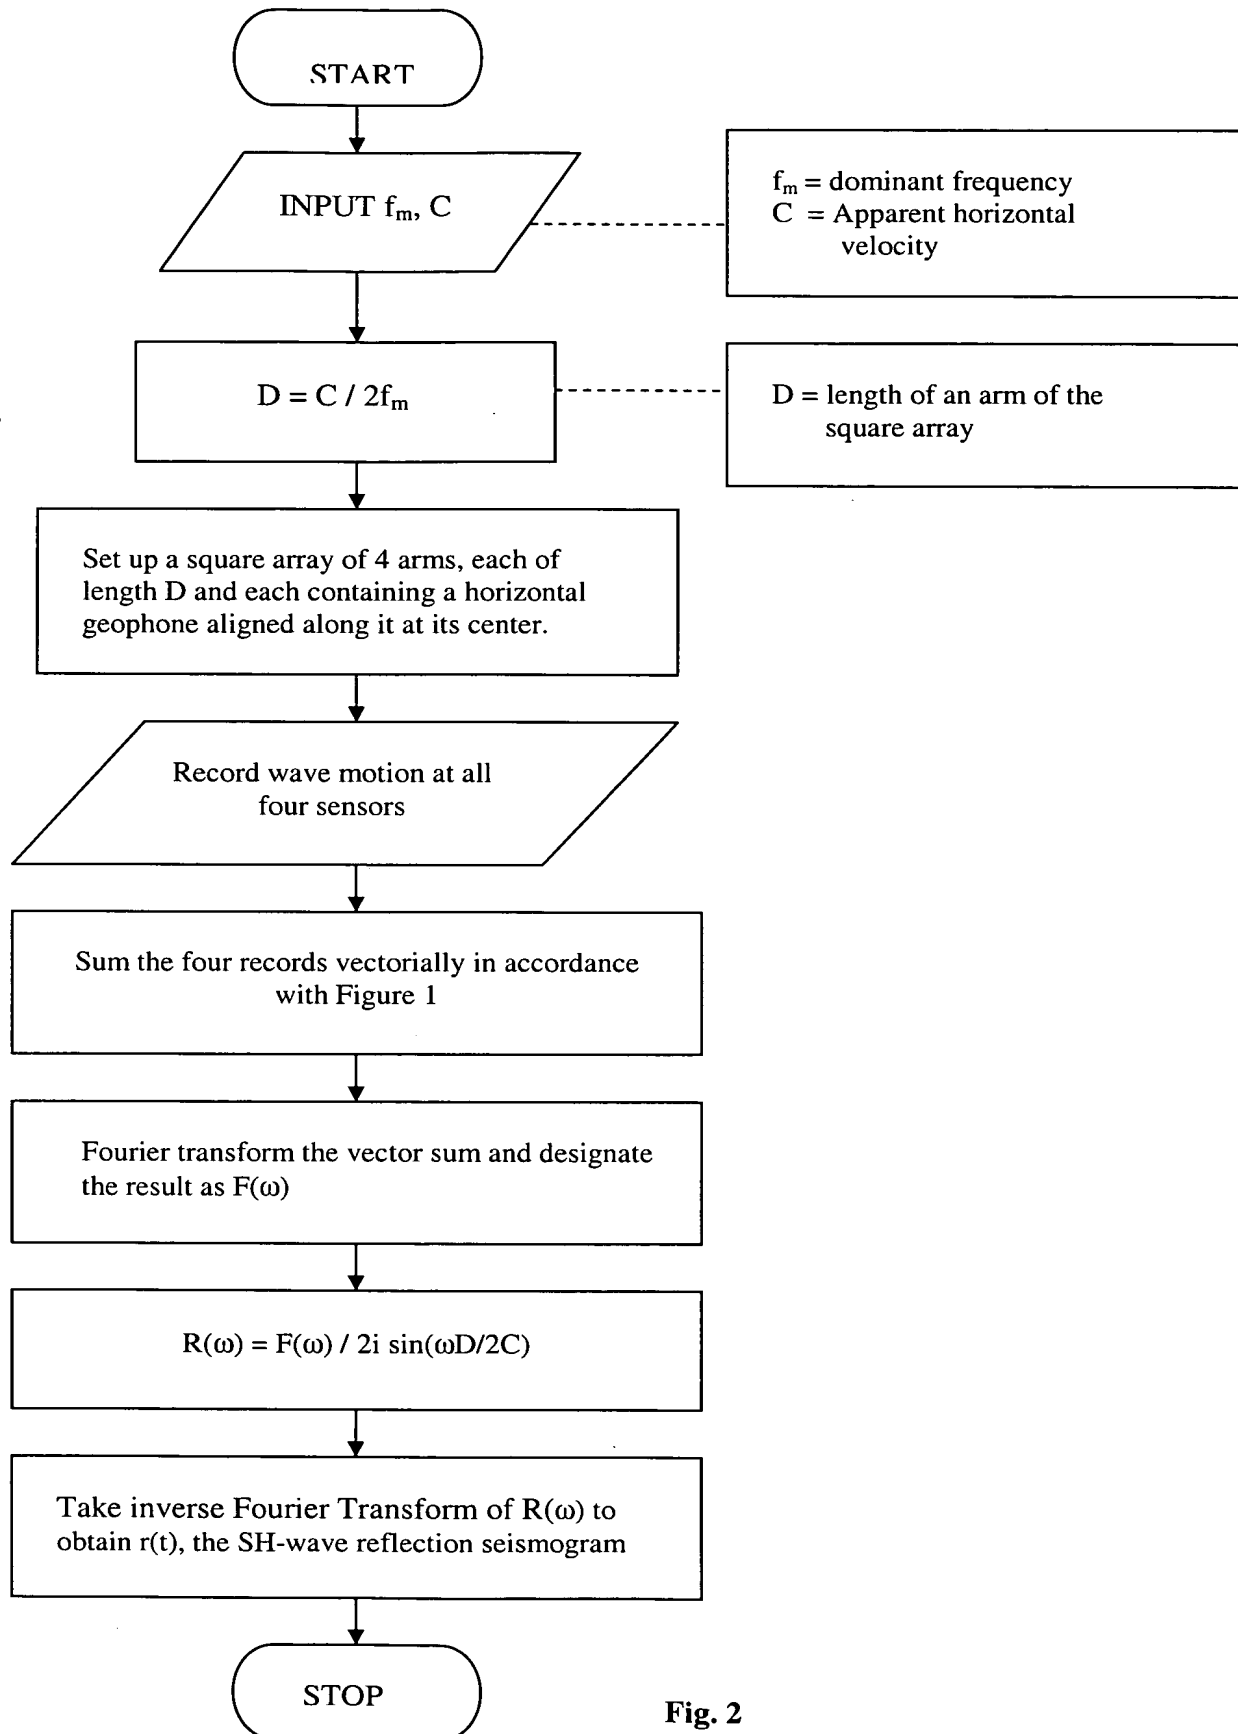 START
INPUT fₘ, C
fₘ = dominant frequency
C = Apparent horizontal
velocity
D = C / 2fₘ
D = length of an arm of the
square array
Set up a square array of 4 arms, each of
length D and each containing a horizontal
geophone aligned along it at its center.
Record wave motion at all
four sensors
Sum the four records vectorially in accordance
with Figure 1
Fourier transform the vector sum and designate
the result as F(ω)
R(ω) = F(ω) / 2i sin(ωD/2C)
Take inverse Fourier Transform of R(ω) to
obtain r(t), the SH-wave reflection seismogram
STOP
Fig. 2